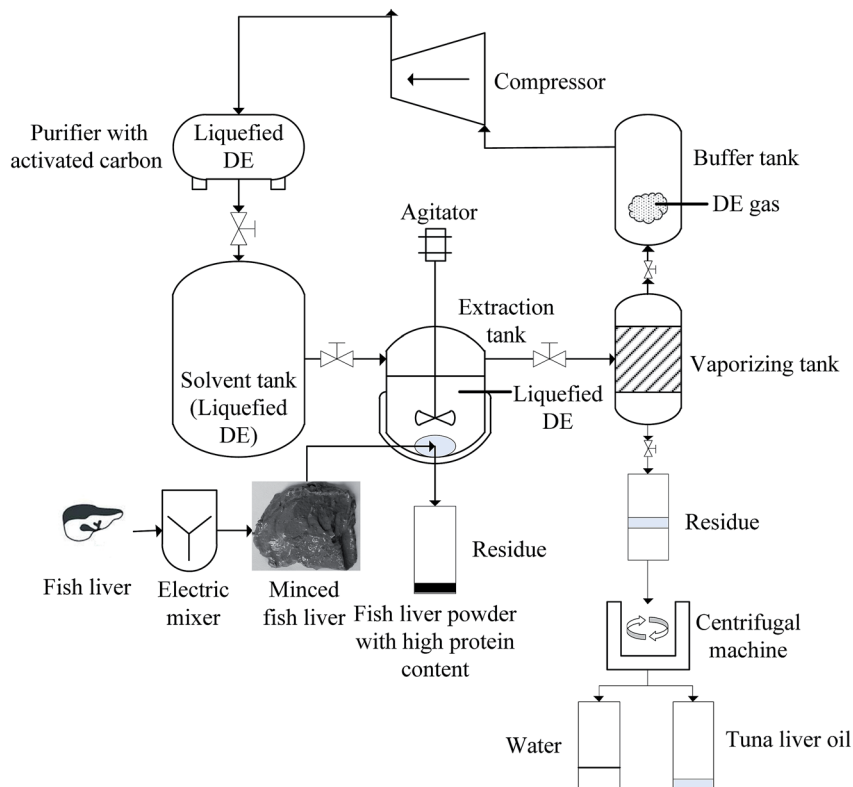 Compressor
Purifier with
activated carbon
Liquefied
DE
Buffer tank
DE gas
Agitator
Extraction
tank
Vaporizing tank
Solvent tank
(Liquefied
DE)
Liquefied
DE
Residue
Fish liver
Electric
mixer
Minced
fish liver
Residue
Fish liver powder
with high protein
content
Centrifugal
machine
Water
Tuna liver oil